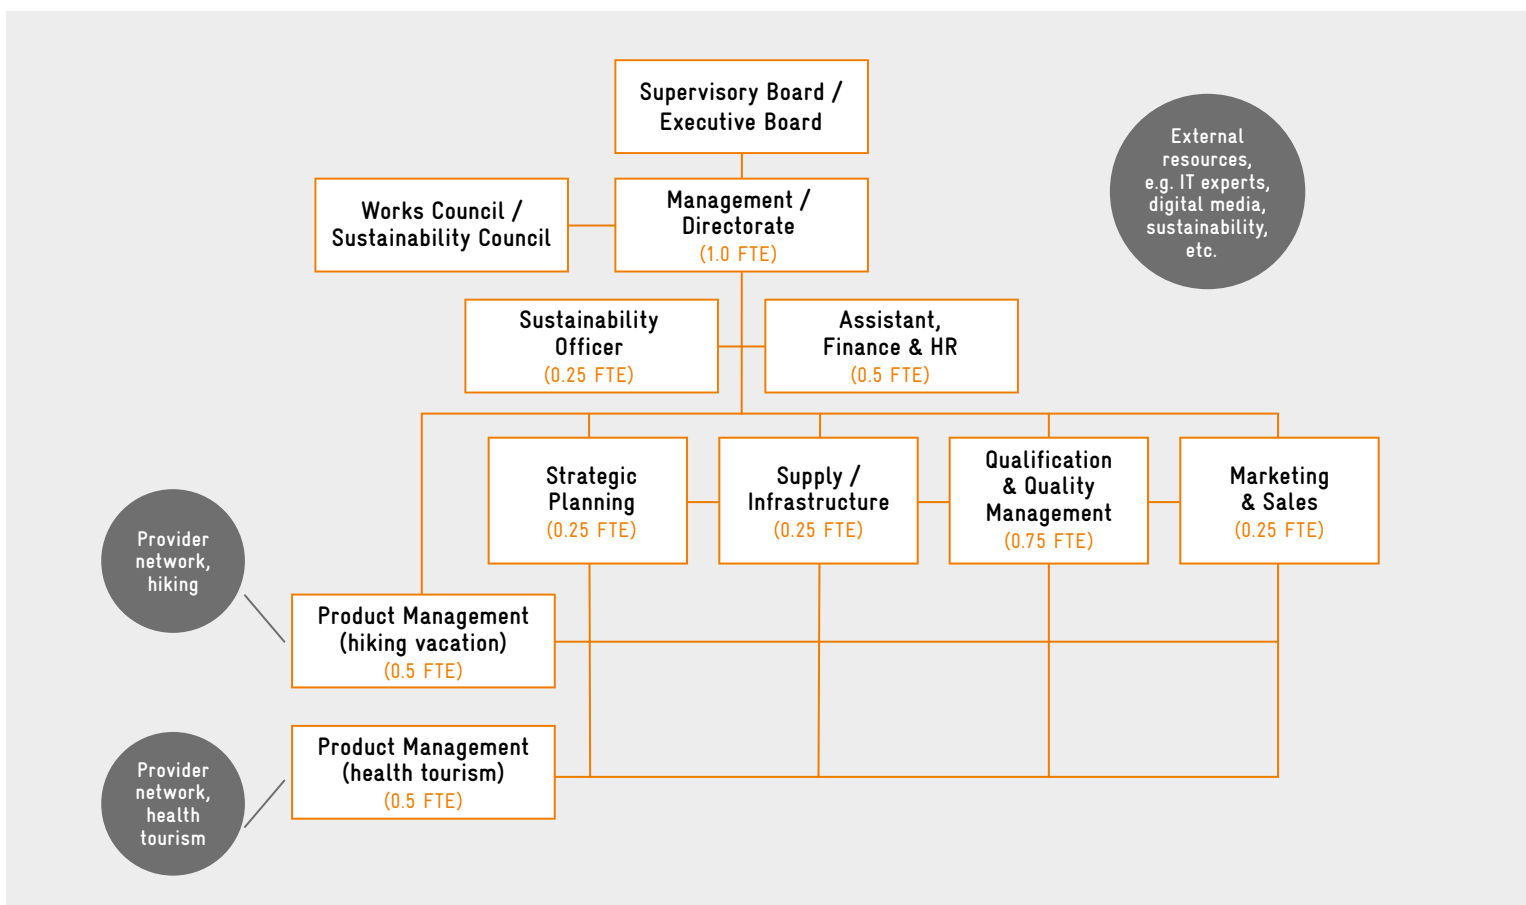 Supervisory Board /
Executive Board
External
resources,
e.g. IT experts,
digital media,
sustainability,
etc.
Works Council /
Sustainability Council
Management /
Directorate
(1.0 FTE)
Sustainability
Officer
(0.25 FTE)
Assistant,
Finance & HR
(0.5 FTE)
Strategic
Planning
(0.25 FTE)
Supply /
Infrastructure
(0.25 FTE)
Qualification
& Quality
Management
(0.75 FTE)
Marketing
& Sales
(0.25 FTE)
Provider
network,
hiking
Product Management
(hiking vacation)
(0.5 FTE)
Provider
network,
health
tourism
Product Management
(health tourism)
(0.5 FTE)